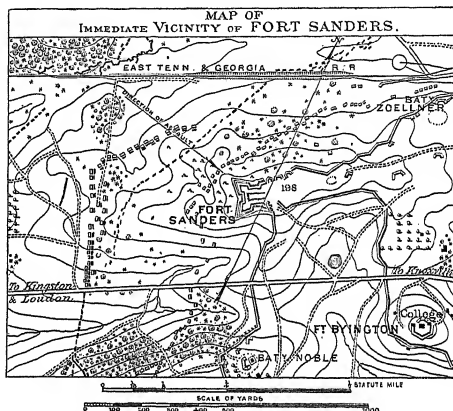 MAP OF
IMMEDIATE VICINITY OF FORT SANDERS.
EAST TENN. & GEORGIA R.R
BATY
ZOELLNER
198
FORT
SANDERS
To Kingston
& Loudon.
To Knoxville
College
FT BYINGTON
BATY NOBLE
STATUTE MILE
SCALE OF YARDS